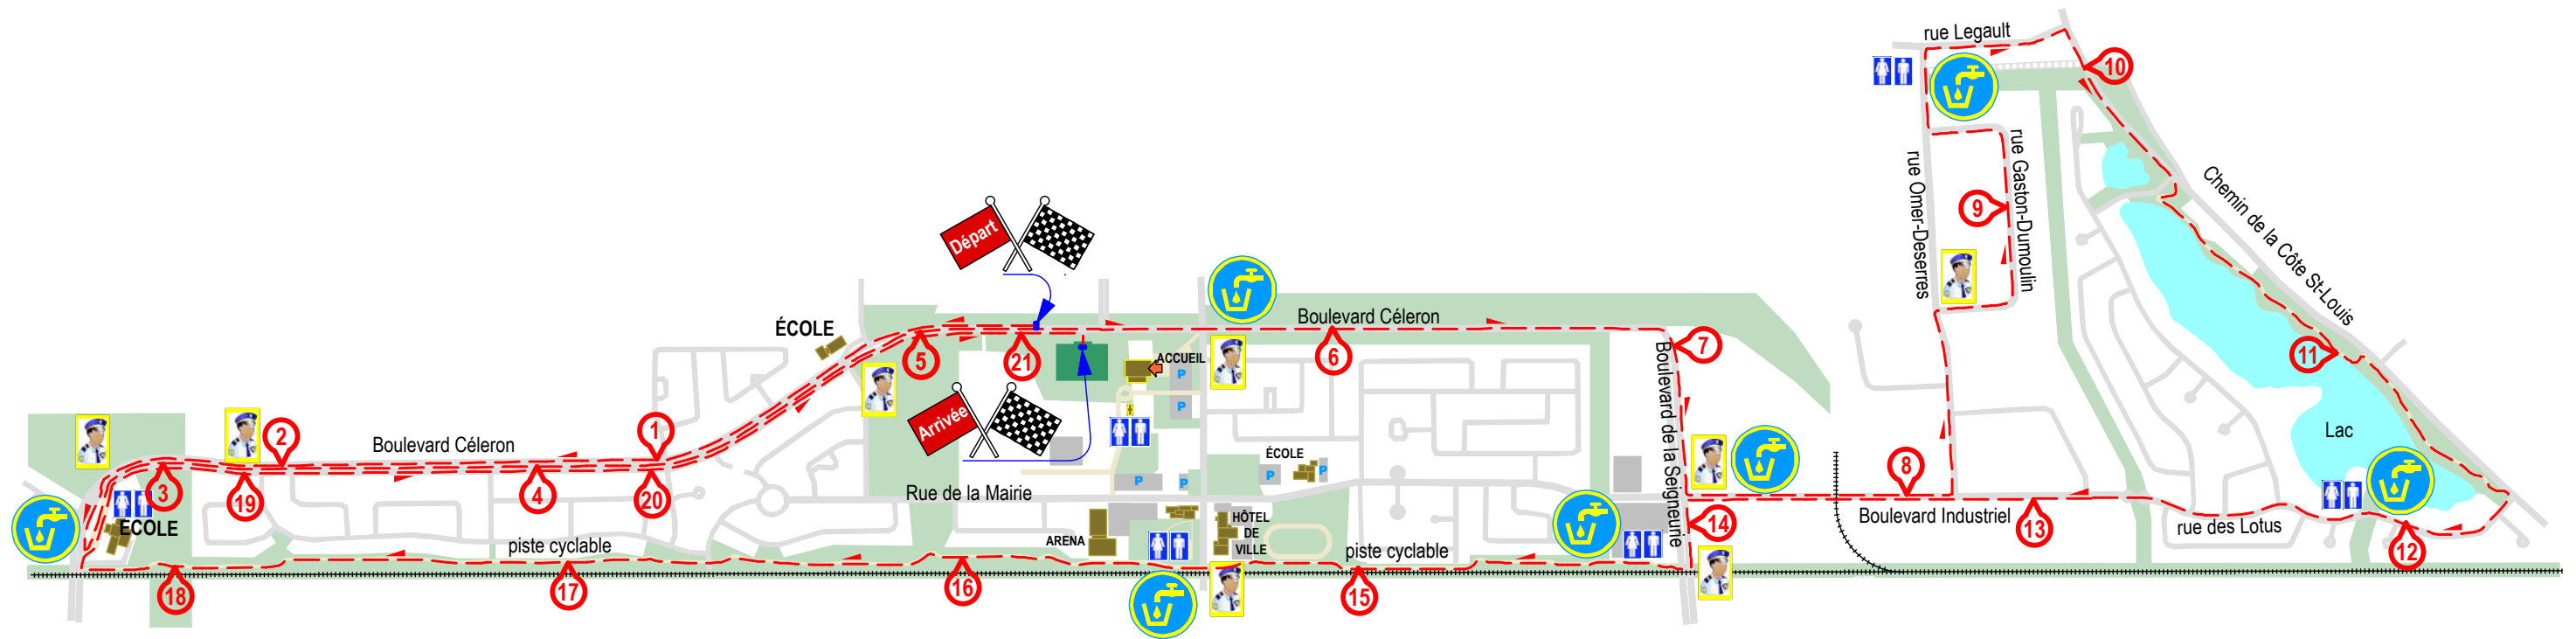 rue Legault
10
rue Gaston-Dumoulin
rue Omer-Deserres
9
Chemin de la Côte St-Louis
Départ
Boulevard Céleron
ÉCOLE
5
21
6
7
11
ACCUEIL
P
P
Boulevard de la Seigneurie
Arrivée
1
2
Boulevard Céleron
Lac
ÉCOLE
8
3
19
4
20
P
P
P
P
Rue de la Mairie
ECOLE
HÔTEL
DE
VILLE
ARENA
14
Boulevard Industriel
13
rue des Lotus
12
piste cyclable
piste cyclable
18
17
16
15